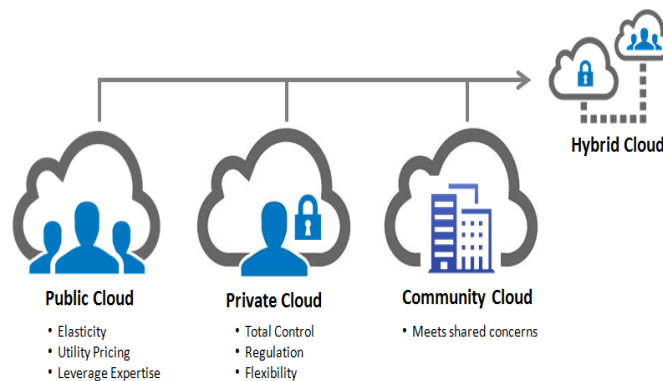 Hybrid Cloud
Public Cloud
• Elasticity
• Utility Pricing
• Leverage Expertise
Private Cloud
• Total Control
• Regulation
• Flexibility
Community Cloud
• Meets shared concerns